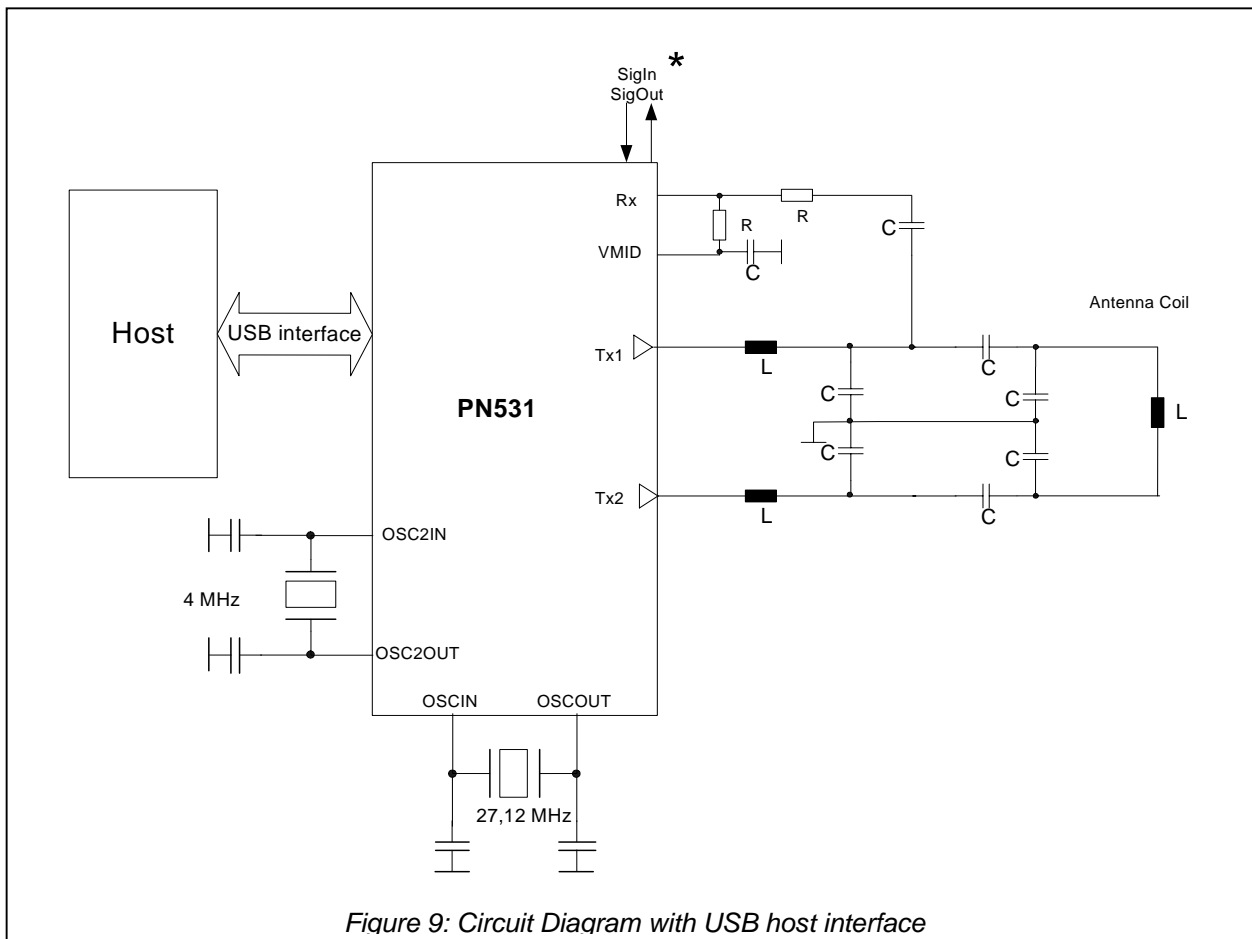 SigIn *
SigOut
Rx
R
R
C
VMID
C
Antenna Coil
Host
USB interface
Tx1
L
C
PN531
C
C
L
C
C
Tx2
L
C
OSC2IN
4 MHz
OSC2OUT
OSCIN OSCOUT
27,12 MHz
Figure 9: Circuit Diagram with USB host interface